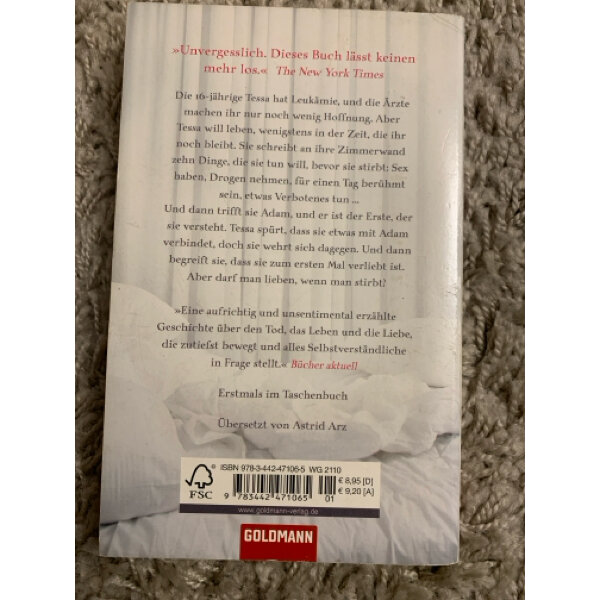 »Unvergesslich. Dieses Buch lässt keinen
mehr los.« The New York Times
Die 16-jährige Tessa hat Leukämie, und die Ärzte
machen ihr nur noch wenig Hoffnung. Aber
Tessa will leben, wenigstens in der Zeit, die ihr
noch bleibt. Sie schreibt an ihre Zimmerwand
zehn Dinge, die sie tun will, bevor sie stirbt: Sex
haben, Drogen nehmen, für einen Tag berühmt
sein, etwas Verbotenes tun ...
Und dann trifft sie Adam, und er ist der Erste, der
sie versteht. Tessa spürt, dass sie etwas mit Adam
verbindet, doch sie wehrt sich dagegen. Und dann
begreift sie, dass sie zum ersten Mal verliebt ist.
Aber darf man lieben, wenn man stirbt?
»Eine aufrichtig und unsentimental erzählte
Geschichte über den Tod, das Leben und die Liebe,
die zutiefst bewegt und alles Selbstverständliche
in Frage stellt.« Bücher aktuell
Erstmals im Taschenbuch
Übersetzt von Astrid Arz
ISBN 978-3-442-47106-5 WG 2110
€ 8,95 [D]
€ 9,20 [A]
FSC
9 783442 471065 01
www.goldmann-verlag.de
GOLDMANN